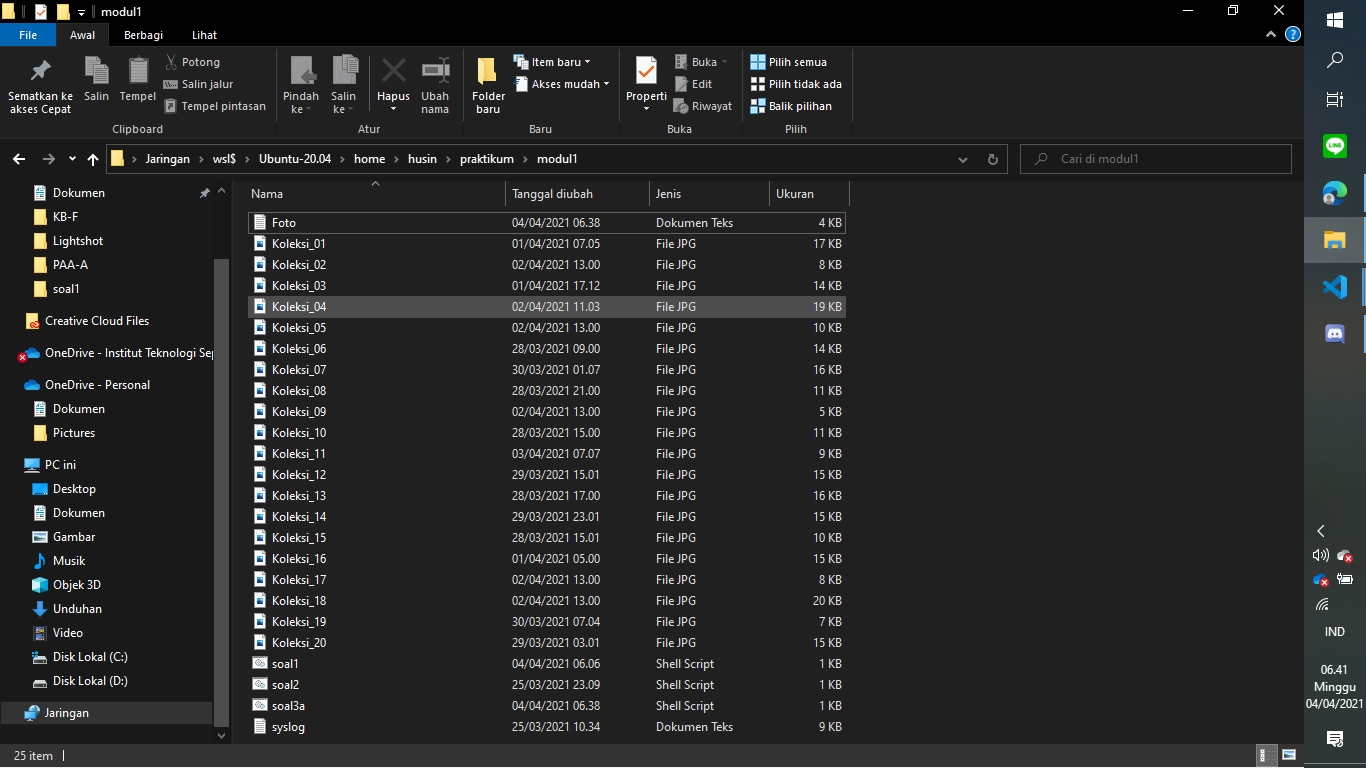 modul1
File Awal Berbagi Lihat
Sematkan ke akses Cepat
Salin
Tempel
Potong
Salin jalur
Tempel pintasan
Clipboard
Pindah ke
Salin ke
Hapus
Ubah nama
Atur
Folder baru
Item baru
Akses mudah
Baru
Properti
Buka
Edit
Riwayat
Buka
Pilih semua
Pilih tidak ada
Balik pilihan
Pilih
Jaringan > wsl$ > Ubuntu-20.04 > home > husin > praktikum > modul1
Cari di modul1
Dokumen
KB-F
Lightshot
PAA-A
soal1
Creative Cloud Files
OneDrive - Institut Teknologi Sep
OneDrive - Personal
Dokumen
Pictures
PC ini
Desktop
Dokumen
Gambar
Musik
Objek 3D
Unduhan
Video
Disk Lokal (C:)
Disk Lokal (D:)
Jaringan
Nama Tanggal diubah Jenis Ukuran
Foto 04/04/2021 06.38 Dokumen Teks 4 KB
Koleksi_01 01/04/2021 07.05 File JPG 17 KB
Koleksi_02 02/04/2021 13.00 File JPG 8 KB
Koleksi_03 01/04/2021 17.12 File JPG 14 KB
Koleksi_04 02/04/2021 11.03 File JPG 19 KB
Koleksi_05 02/04/2021 13.00 File JPG 10 KB
Koleksi_06 28/03/2021 09.00 File JPG 14 KB
Koleksi_07 30/03/2021 01.07 File JPG 16 KB
Koleksi_08 28/03/2021 21.00 File JPG 11 KB
Koleksi_09 02/04/2021 13.00 File JPG 5 KB
Koleksi_10 28/03/2021 15.00 File JPG 11 KB
Koleksi_11 03/04/2021 07.07 File JPG 9 KB
Koleksi_12 29/03/2021 15.01 File JPG 15 KB
Koleksi_13 28/03/2021 17.00 File JPG 16 KB
Koleksi_14 29/03/2021 23.01 File JPG 15 KB
Koleksi_15 28/03/2021 15.01 File JPG 10 KB
Koleksi_16 01/04/2021 05.00 File JPG 15 KB
Koleksi_17 02/04/2021 13.00 File JPG 8 KB
Koleksi_18 02/04/2021 13.00 File JPG 20 KB
Koleksi_19 30/03/2021 07.04 File JPG 7 KB
Koleksi_20 29/03/2021 03.01 File JPG 15 KB
soal1 04/04/2021 06.06 Shell Script 1 KB
soal2 25/03/2021 23.09 Shell Script 1 KB
soal3a 04/04/2021 06.38 Shell Script 1 KB
syslog 25/03/2021 10.34 Dokumen Teks 9 KB
25 item
LINE
IND
06.41
Minggu
04/04/2021